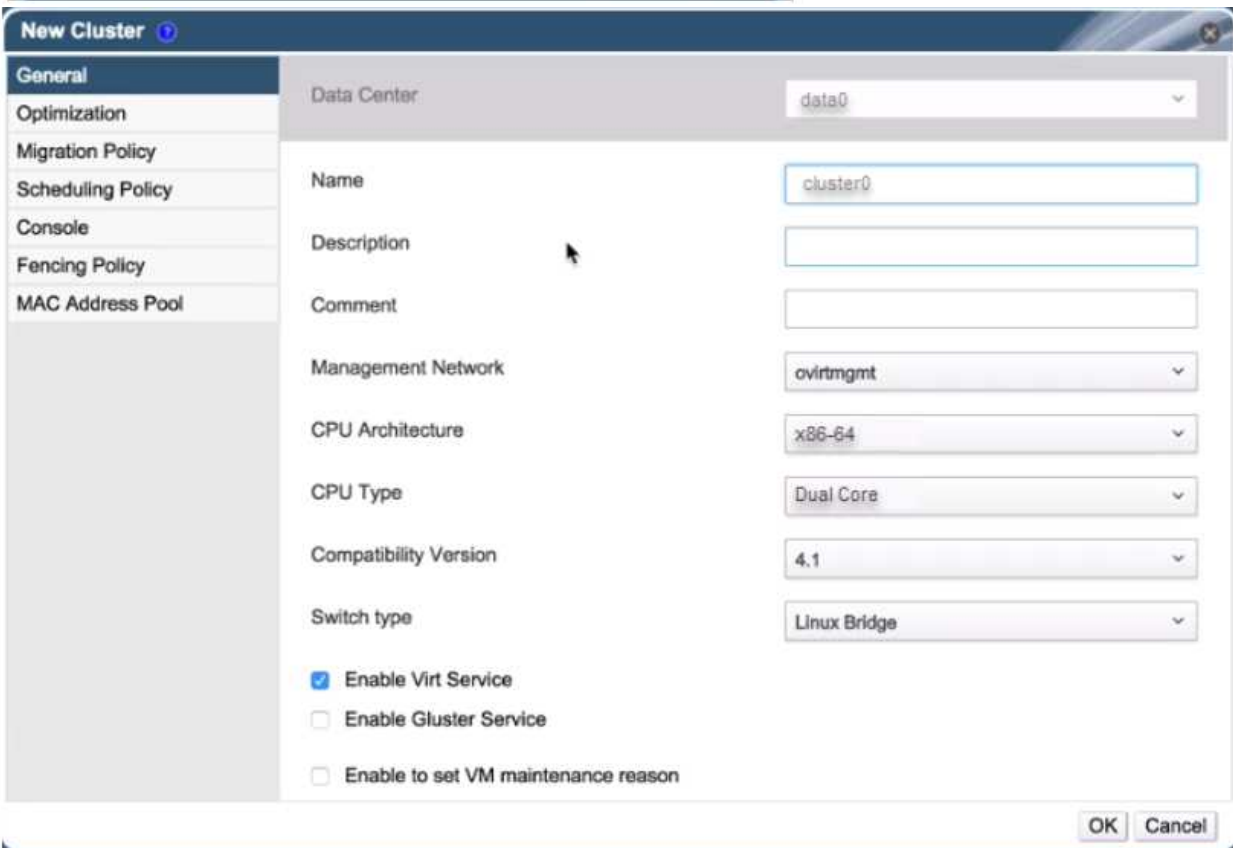 New Cluster ?
General
Optimization
Migration Policy
Scheduling Policy
Console
Fencing Policy
MAC Address Pool
Data Center data0
Name cluster0
Description
Comment
Management Network ovirtmgmt
CPU Architecture x86-64
CPU Type Dual Core
Compatibility Version 4.1
Switch type Linux Bridge
Enable Virt Service
Enable Gluster Service
Enable to set VM maintenance reason
OK Cancel